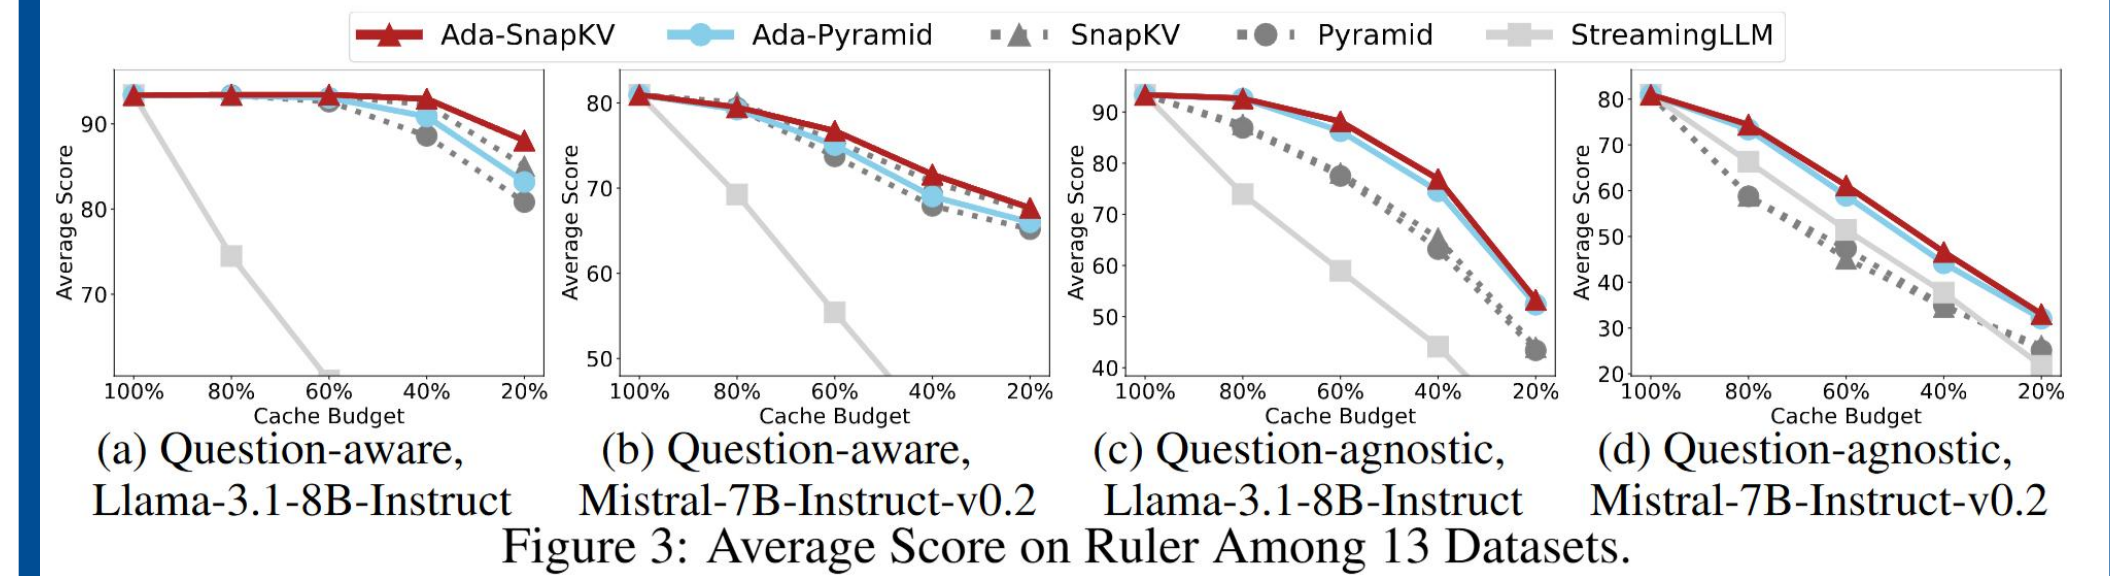 Ada-SnapKV Ada-Pyramid SnapKV Pyramid StreamingLLM
Average Score
90
80
70
100% 80% 60% 40% 20%
Cache Budget
(a) Question-aware,
Llama-3.1-8B-Instruct
Average Score
80
70
60
50
100% 80% 60% 40% 20%
Cache Budget
(b) Question-aware,
Mistral-7B-Instruct-v0.2
Average Score
90
80
70
60
50
40
100% 80% 60% 40% 20%
Cache Budget
(c) Question-agnostic,
Llama-3.1-8B-Instruct
Average Score
80
70
60
50
40
30
20
100% 80% 60% 40% 20%
Cache Budget
(d) Question-agnostic,
Mistral-7B-Instruct-v0.2
Figure 3: Average Score on Ruler Among 13 Datasets.